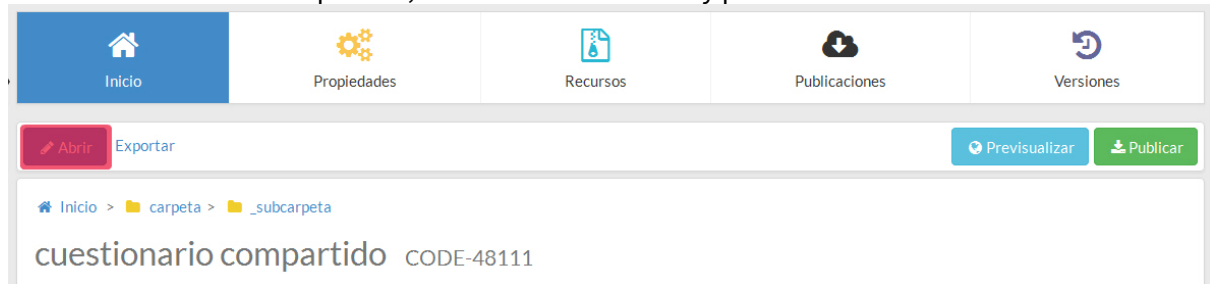 Inicio Propiedades Recursos Publicaciones Versiones
Abrir Exportar Previsualizar Publicar
Inicio > carpeta > _subcarpeta
cuestionario compartido CODE-48111